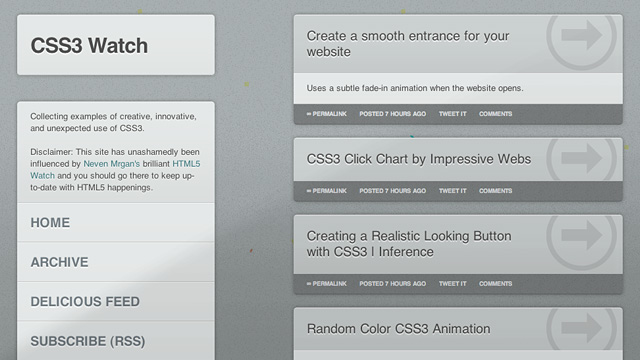 CSS3 Watch
Collecting examples of creative, innovative,
and unexpected use of CSS3.
Disclaimer: This site has unashamedly been
influenced by Neven Mrgan's brilliant HTML5
Watch and you should go there to keep up-
to-date with HTML5 happenings.
HOME
ARCHIVE
DELICIOUS FEED
SUBSCRIBE (RSS)
Create a smooth entrance for your
website
Uses a subtle fade-in animation when the website opens.
∞ PERMALINK POSTED 7 HOURS AGO TWEET IT COMMENTS
CSS3 Click Chart by Impressive Webs
∞ PERMALINK POSTED 7 HOURS AGO TWEET IT COMMENTS
Creating a Realistic Looking Button
with CSS3 | Inference
∞ PERMALINK POSTED 7 HOURS AGO TWEET IT COMMENTS
Random Color CSS3 Animation